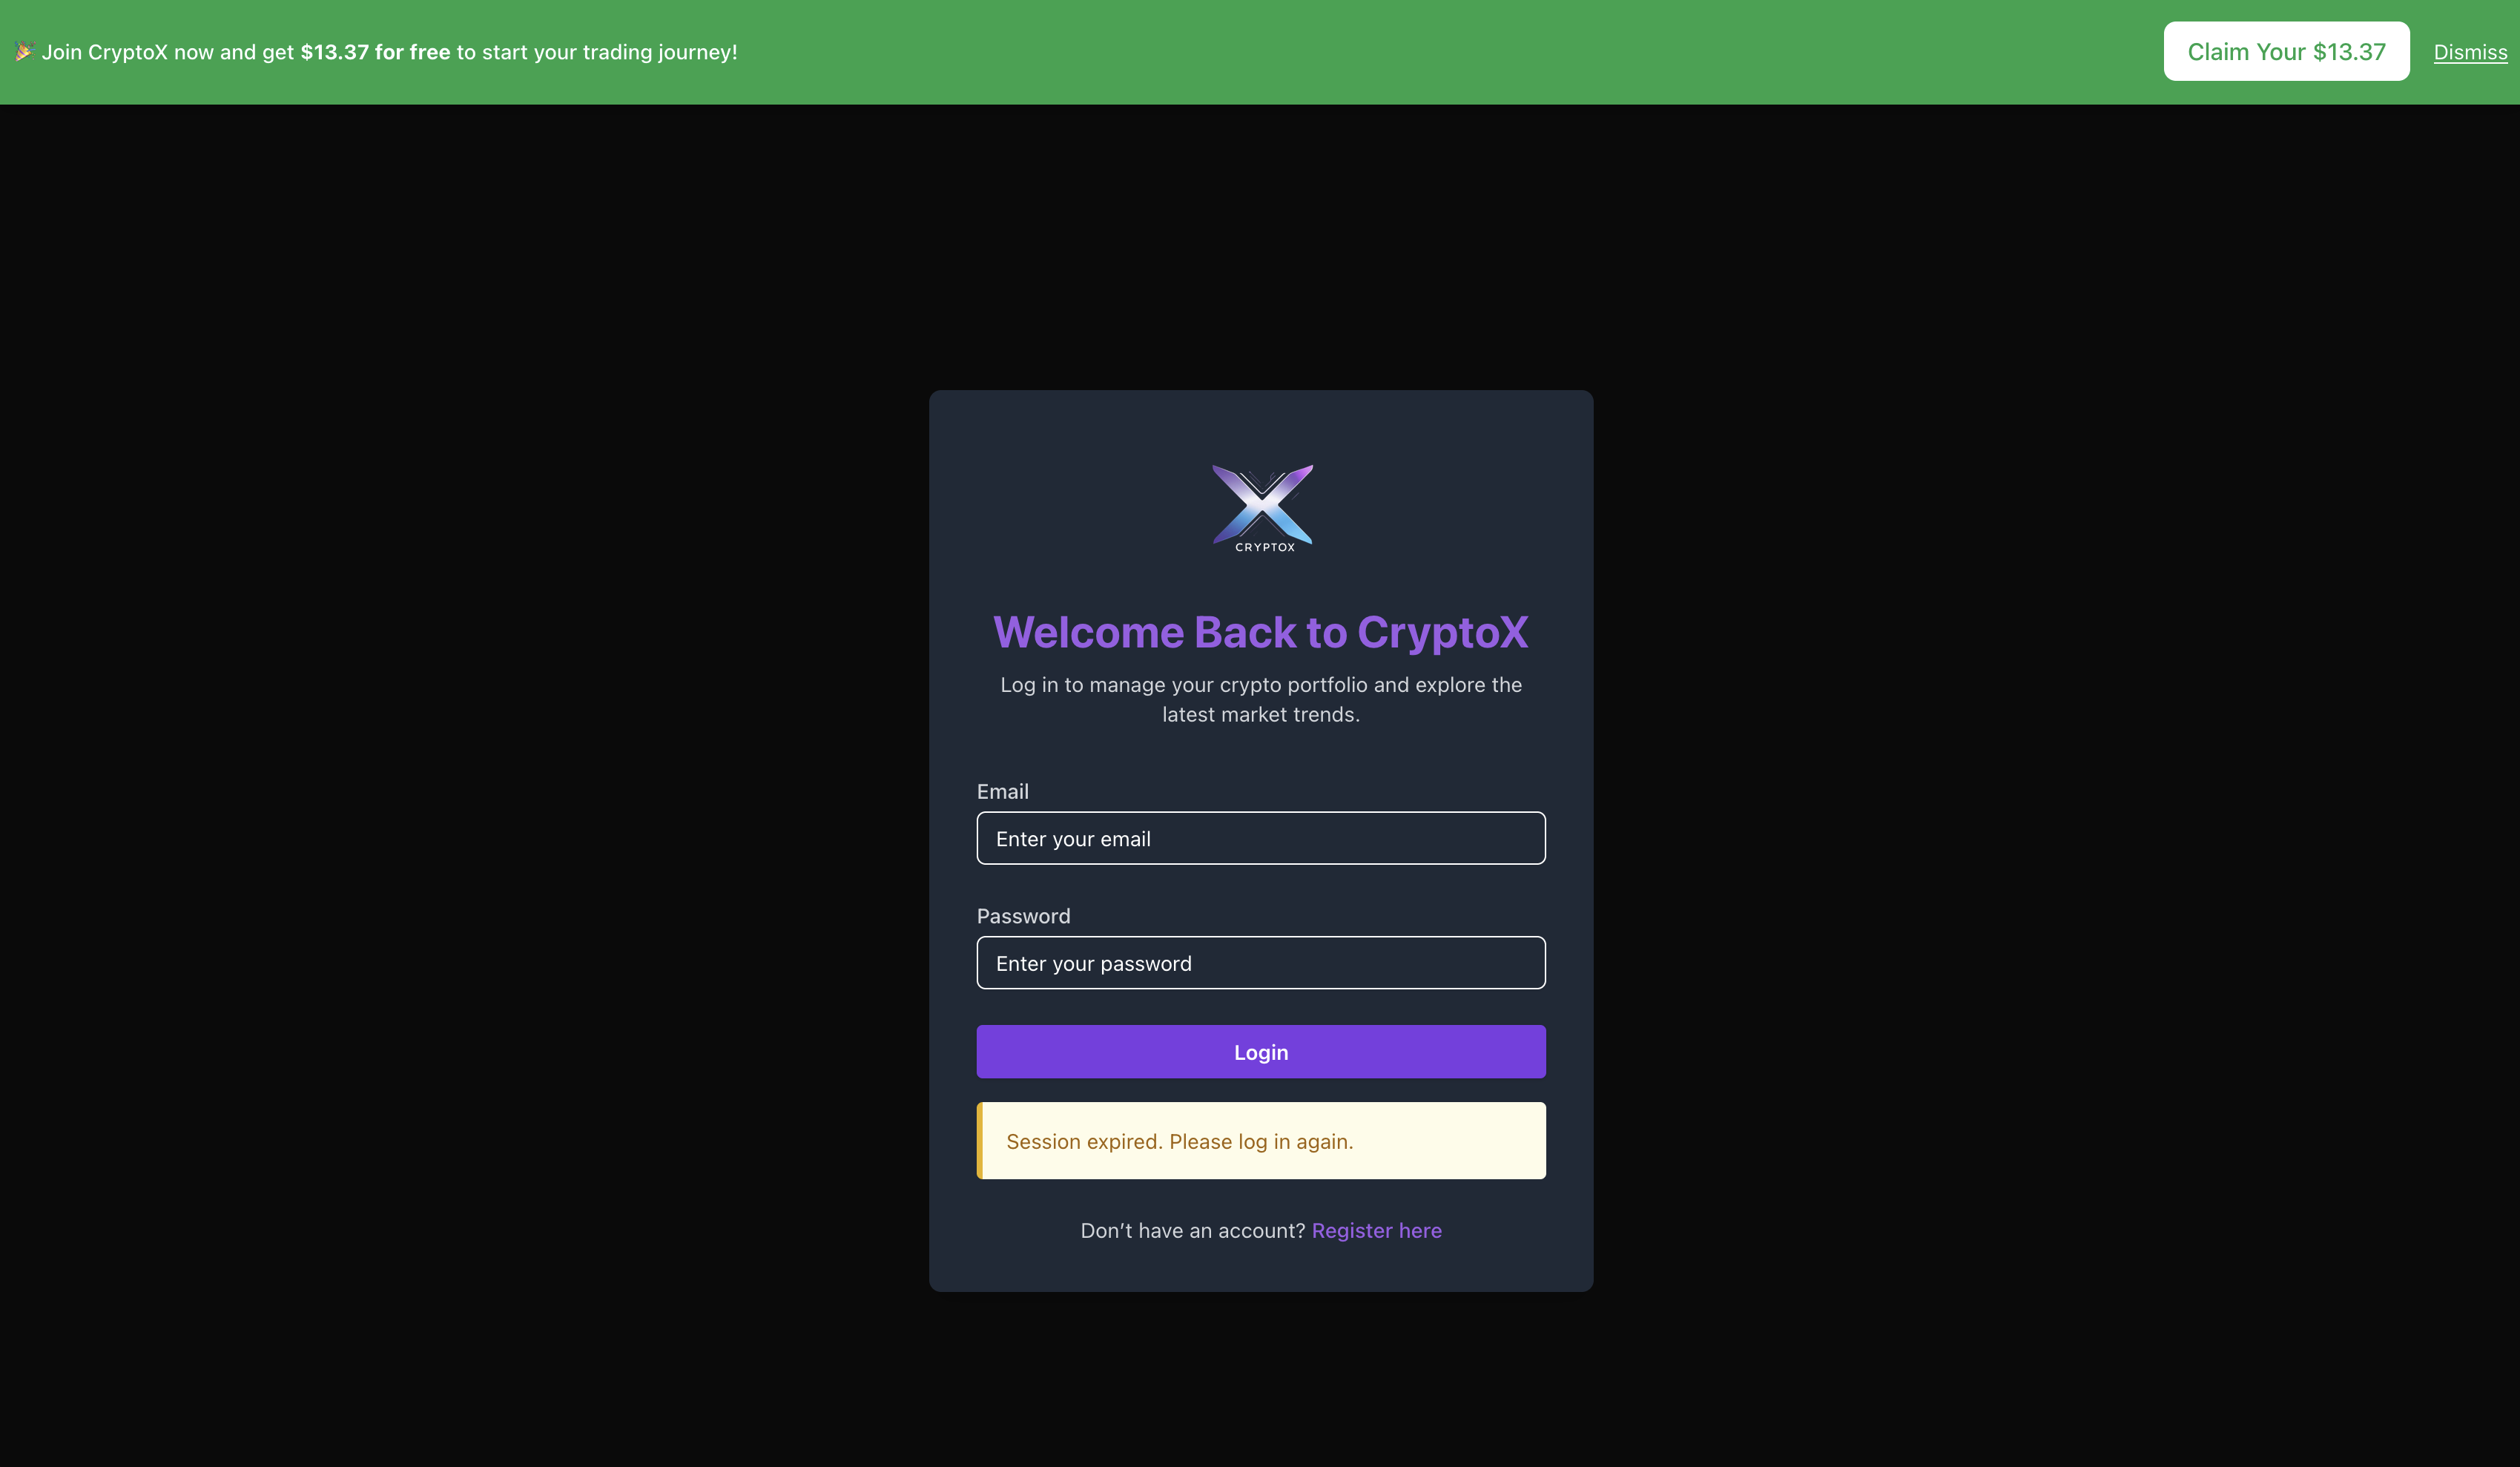 🎉 Join CryptoX now and get $13.37 for free to start your trading journey!
Claim Your $13.37
Dismiss
CRYPTOX
Welcome Back to CryptoX
Log in to manage your crypto portfolio and explore the
latest market trends.
Email
Enter your email
Password
Enter your password
Login
Session expired. Please log in again.
Don’t have an account? Register here